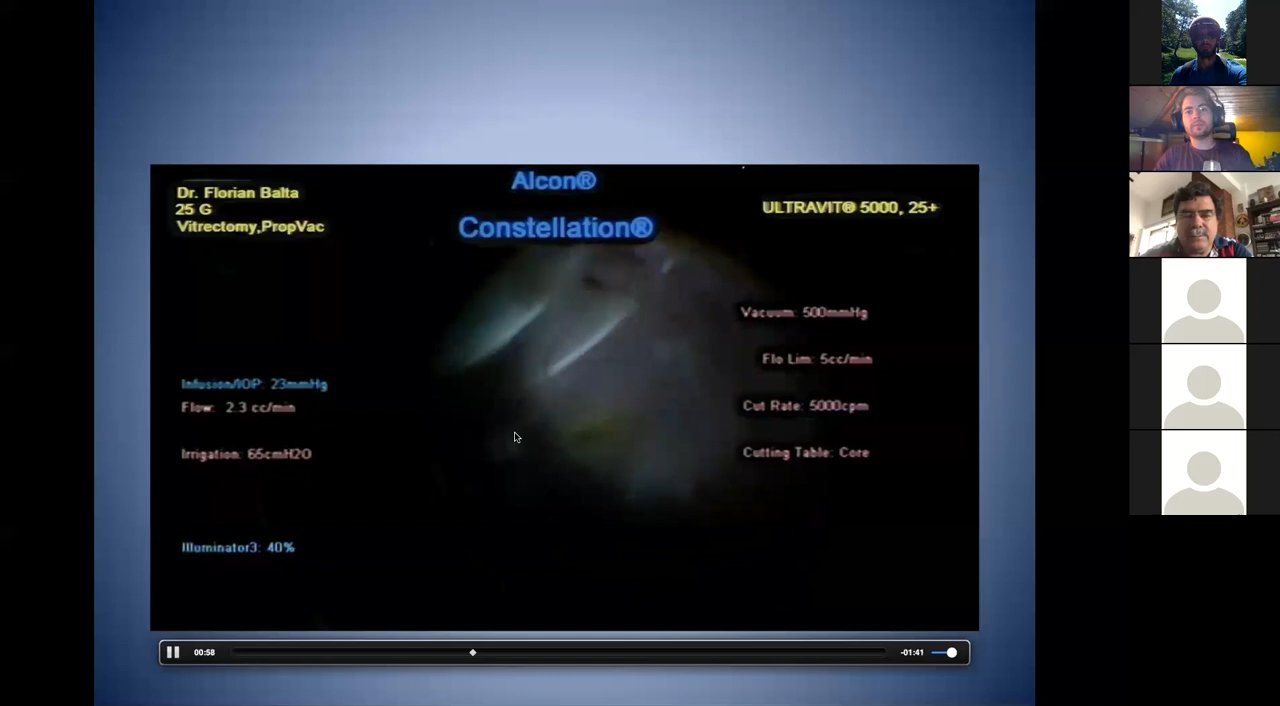 Dr. Florian Balta
25 G
Vitrectomy,PropVac
Alcon®
Constellation®
ULTRAVIT® 5000, 25+
Vacuum: 500mmHg
Flo Lim: 5cc/min
Cut Rate: 5000cpm
Cutting Table: Core
Infusion/IOP: 23mmHg
Flow: 2.3 cc/min
Irrigation: 65cmH2O
Illuminator3: 40%
00:58
-01:41